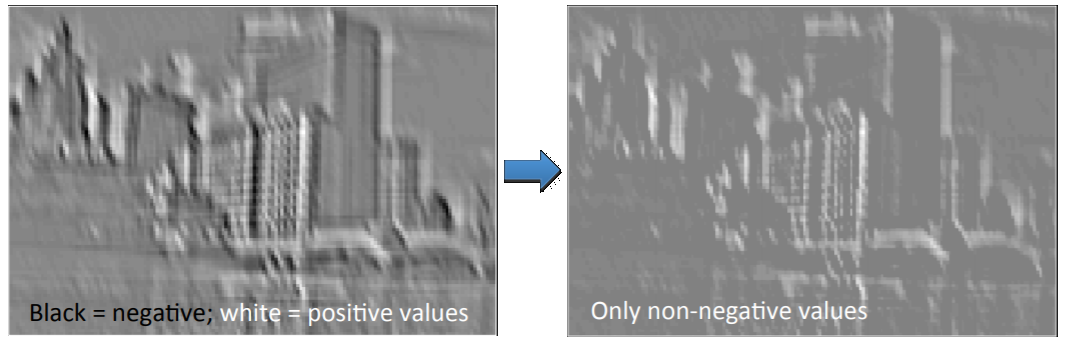 Black = negative; white = positive values
Only non-negative values